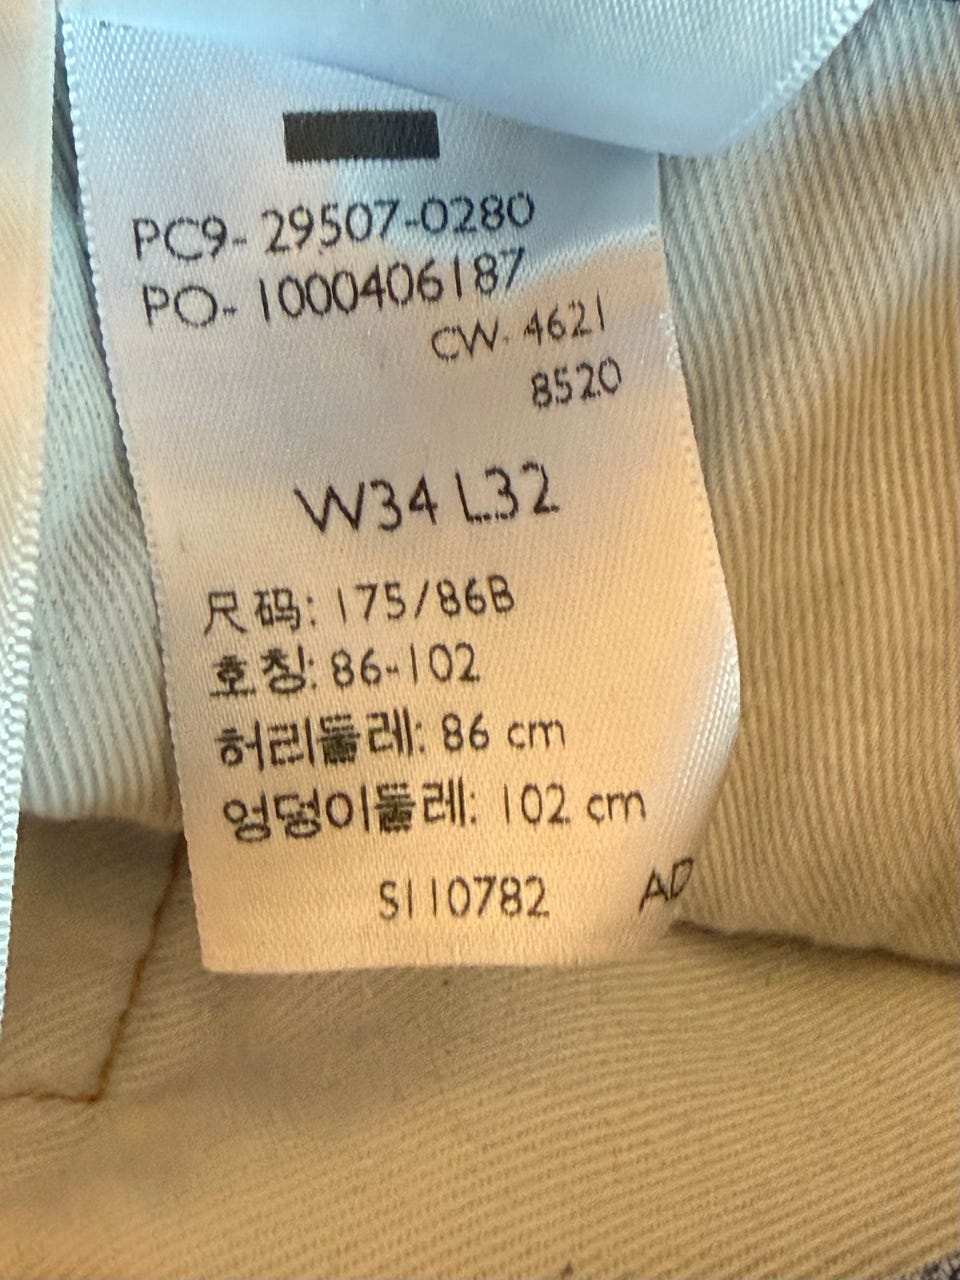 PC9- 29507-0280
PO- 1000406187
CW- 4621
8520
W34 L32
尺码: 175/86B
호칭: 86-102
허리둘레: 86 cm
엉덩이둘레: 102 cm
S110782 AD